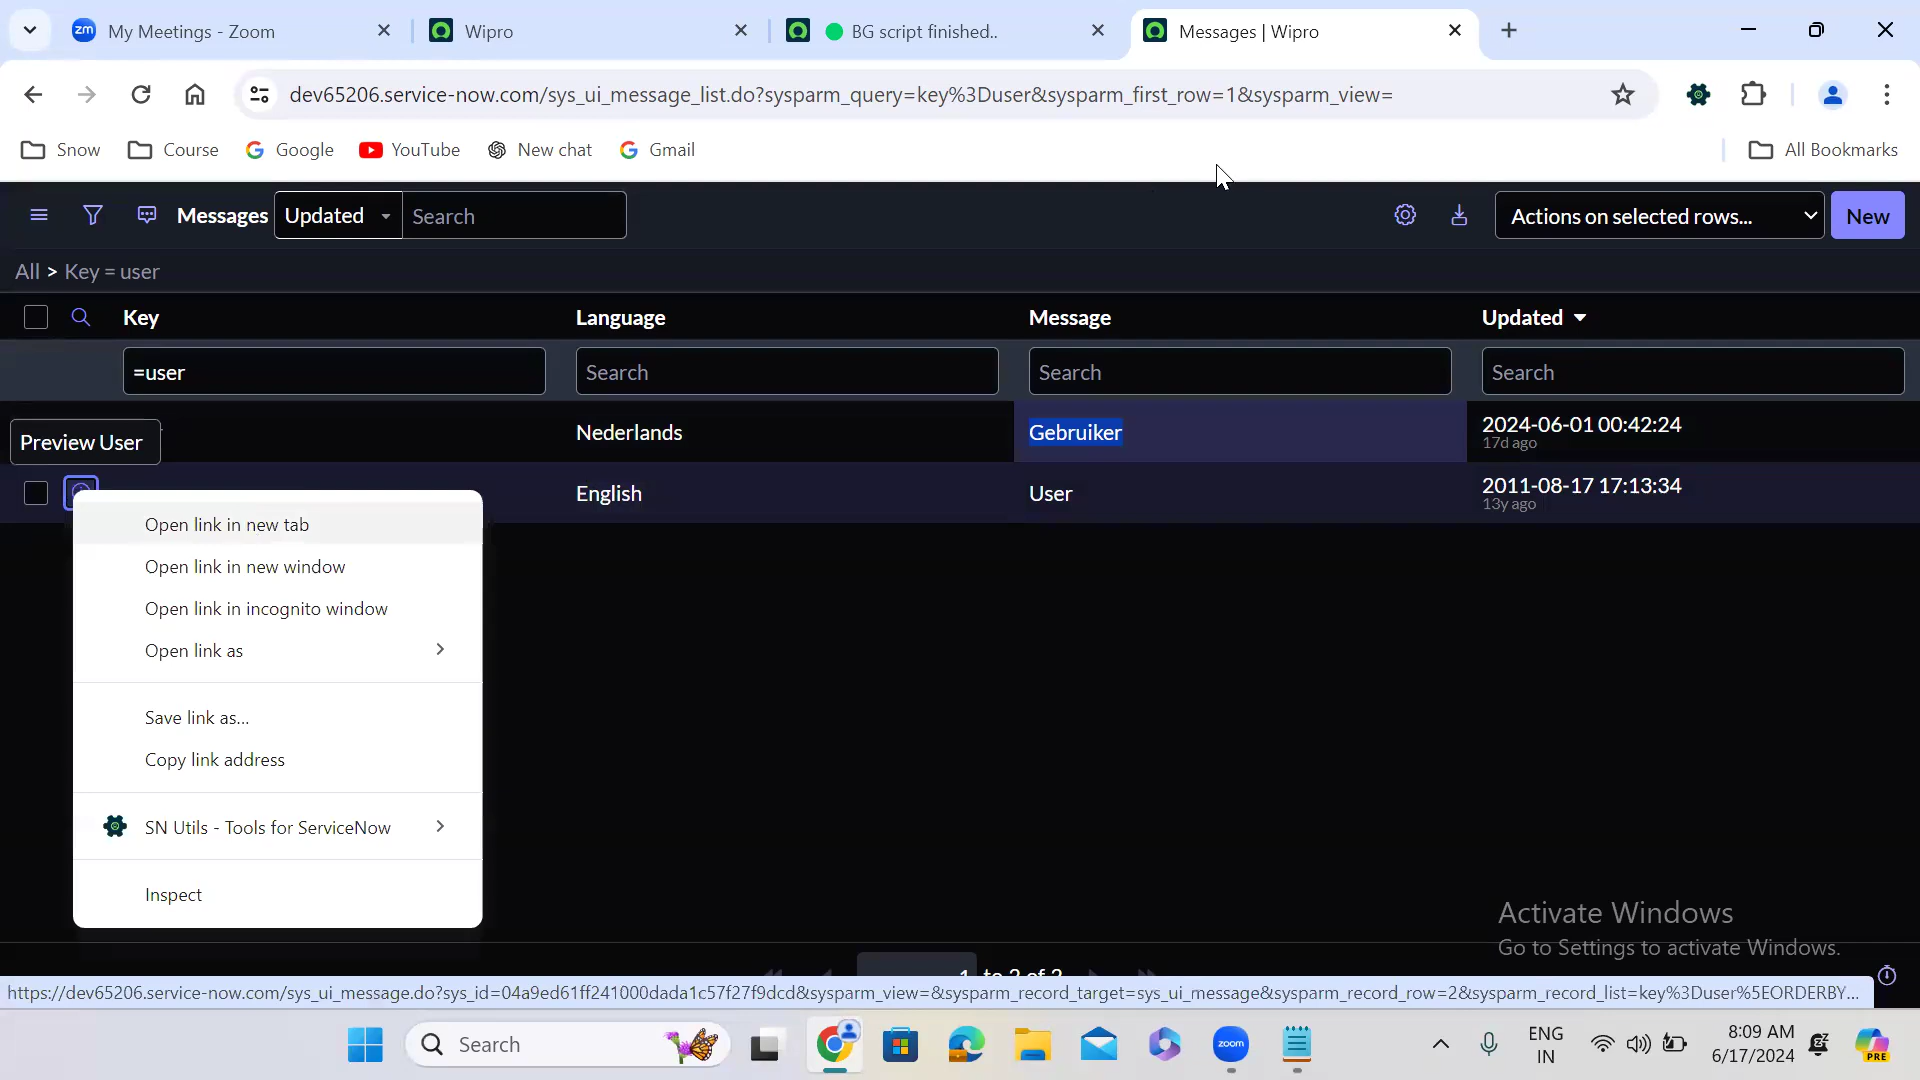 My Meetings - Zoom
Wipro
BG script finished..
Messages | Wipro
dev65206.service-now.com/sys_ui_message_list.do?sysparm_query=key%3Duser&sysparm_first_row=1&sysparm_view=
Snow
Course
Google
YouTube
New chat
Gmail
All Bookmarks
Messages
Updated
Search
Actions on selected rows...
New
All > Key = user
Key
Language
Message
Updated
=user
Search
Search
Search
Preview User
Nederlands
Gebruiker
2024-06-01 00:42:24
17d ago
English
User
2011-08-17 17:13:34
13y ago
Open link in new tab
Open link in new window
Open link in incognito window
Open link as
Save link as...
Copy link address
SN Utils - Tools for ServiceNow
Inspect
Activate Windows
Go to Settings to activate Windows.
1 to 2 of 2
https://dev65206.service-now.com/sys_ui_message.do?sys_id=04a9ed61ff241000dada1c57f27f9dcd&sysparm_view=&sysparm_record_target=sys_ui_message&sysparm_record_row=2&sysparm_record_list=key%3Duser%5EORDERBY...
Search
zoom
ENG
IN
8:09 AM
6/17/2024
PRE